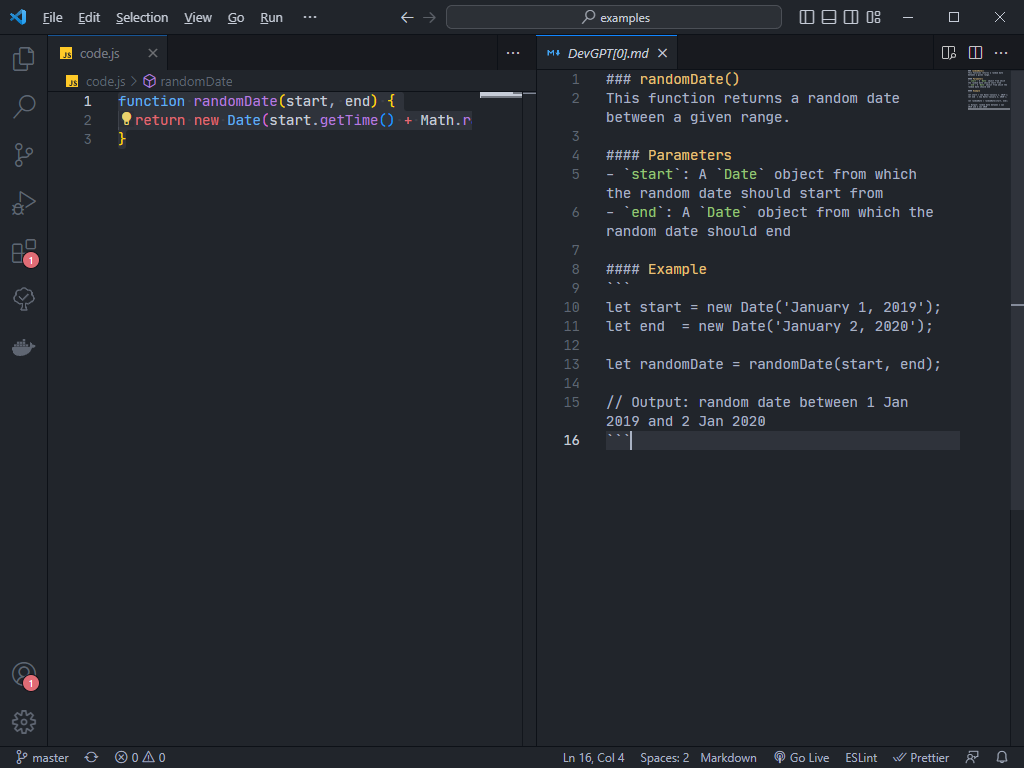 File Edit Selection View Go Run ···
examples
JS code.js
DevGPT[0].md
JS code.js > randomDate
1 function randomDate(start, end) {
2 return new Date(start.getTime() + Math.r
3 }
1 ### randomDate()
2 This function returns a random date
between a given range.
3
4 #### Parameters
5 - `start`: A `Date` object from which
the random date should start from
6 - `end`: A `Date` object from which the
random date should end
7
8 #### Example
9 ```
10 let start = new Date('January 1, 2019');
11 let end  = new Date('January 2, 2020');
12
13 let randomDate = randomDate(start, end);
14
15 // Output: random date between 1 Jan
2019 and 2 Jan 2020
16 ```
1
1
master 0 0 Ln 16, Col 4 Spaces: 2 Markdown Go Live ESLint Prettier